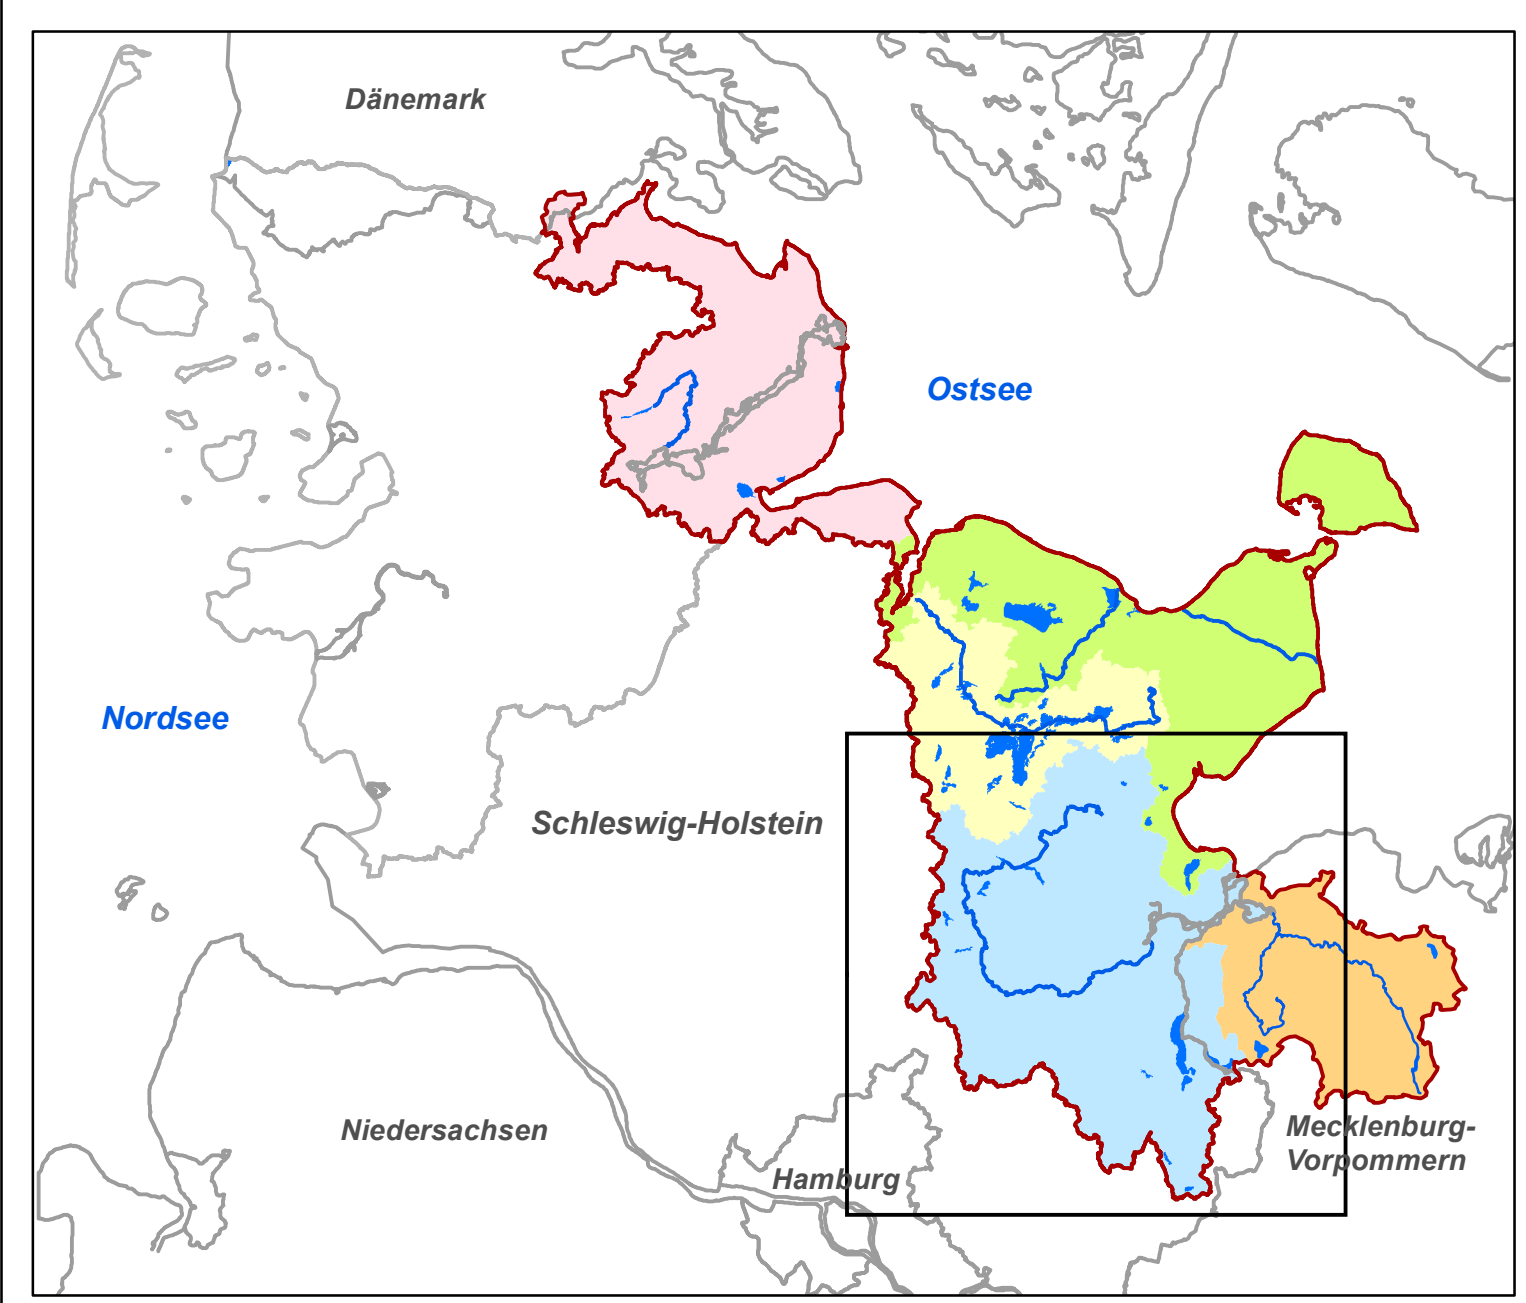 Dänemark
Ostsee
Nordsee
Schleswig-Holstein
Niedersachsen
Hamburg
Mecklenburg-
Vorpommern